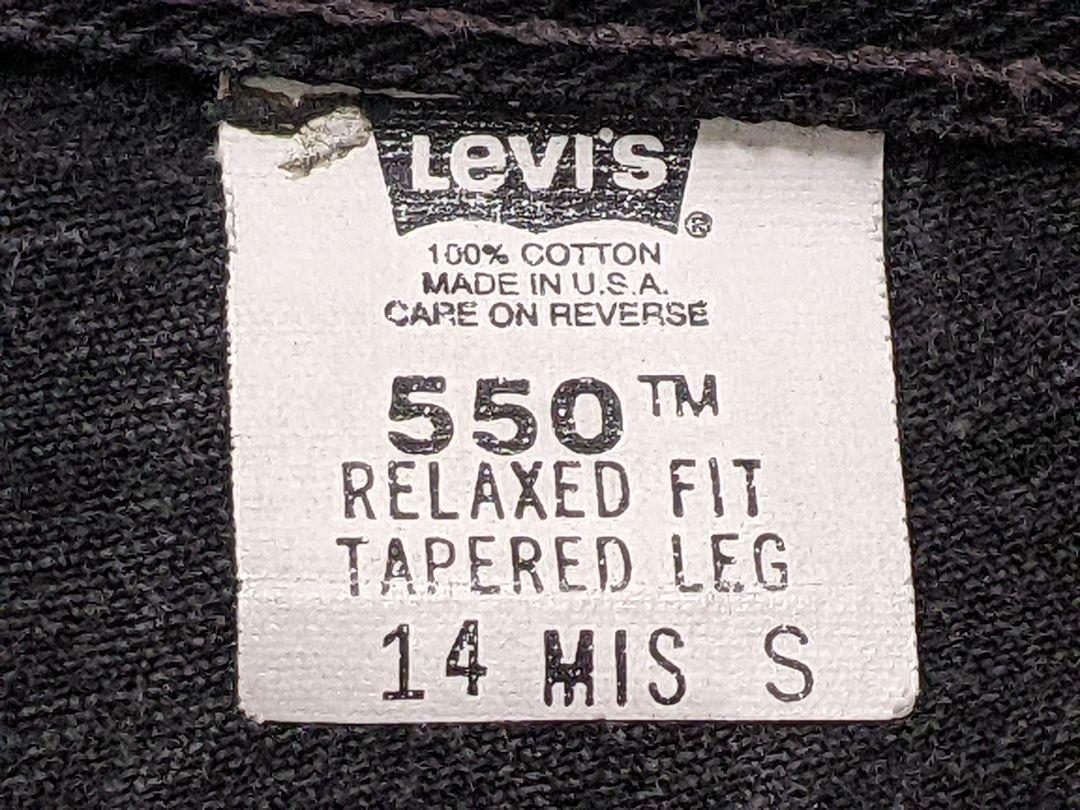 Levi's
®
100% COTTON
MADE IN U.S.A.
CARE ON REVERSE
550™
RELAXED FIT
TAPERED LEG
14 MIS S